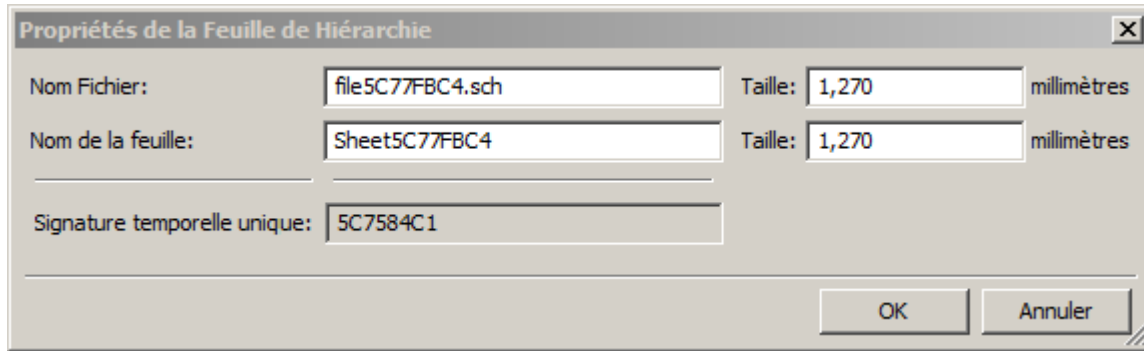 Propriétés de la Feuille de Hiérarchie
Nom Fichier: file5C77FBC4.sch Taille: 1,270 millimètres
Nom de la feuille: Sheet5C77FBC4 Taille: 1,270 millimètres
Signature temporelle unique: 5C7584C1
OK Annuler